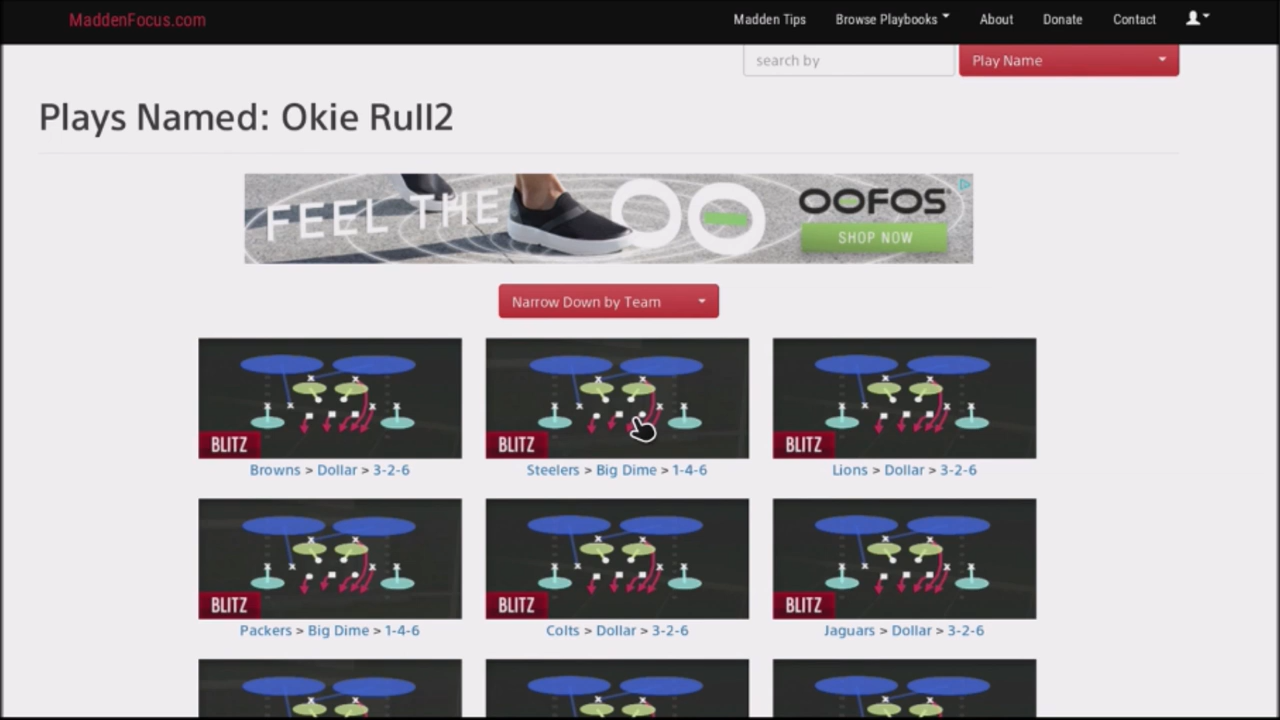 MaddenFocus.com
Madden Tips Browse Playbooks About Donate Contact
search by
Play Name
Plays Named: Okie Rull2
FEEL THE OO
OOFOS
SHOP NOW
Narrow Down by Team
BLITZ BLITZ BLITZ
Browns > Dollar > 3-2-6 Steelers > Big Dime > 1-4-6 Lions > Dollar > 3-2-6
BLITZ BLITZ BLITZ
Packers > Big Dime > 1-4-6 Colts > Dollar > 3-2-6 Jaguars > Dollar > 3-2-6